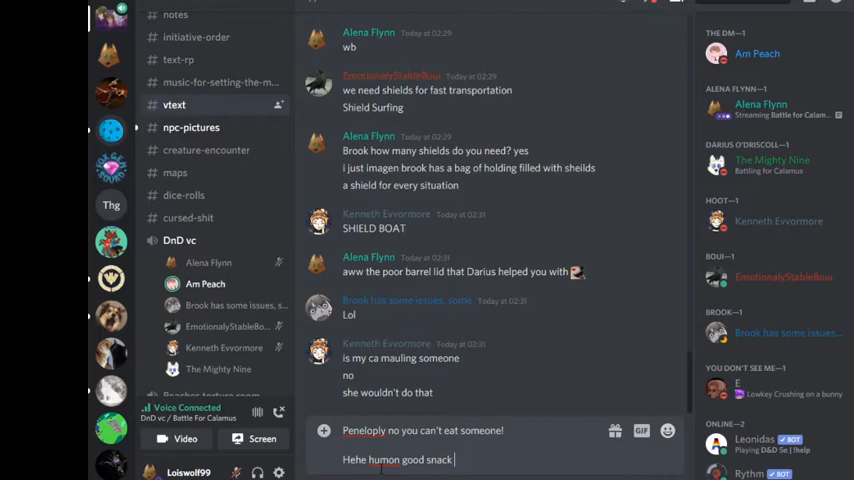 notes
initiative-order
text-rp
music-for-setting-the-m...
vtext
npc-pictures
creature-encounter
maps
dice-rolls
cursed-shit
DnD vc
Alena Flynn
Am Peach
Brook has some issues, s...
EmotionalyStableBo...
Kenneth Evvormore
The Mighty Nine
Voice Connected
DnD vc / Battle For Calamus
Video
Screen
Loiswolf99
Thg
Alena Flynn Today at 02:29
wb
EmotionalyStableBoui Today at 02:29
we need shields for fast transportation
Shield Surfing
Alena Flynn Today at 02:29
Brook how many shields do you need? yes
i just imagen brook has a bag of holding filled with sheilds
a shield for every situation
Kenneth Evvormore Today at 02:31
SHIELD BOAT
Alena Flynn Today at 02:31
aww the poor barrel lid that Darius helped you with
Brook has some issues, some Today at 02:31
Lol
Kenneth Evvormore Today at 02:31
is my ca mauling someone
no
she wouldn't do that
Peneloply no you can't eat someone!
Hehe humon good snack
GIF
THE DM—1
Am Peach
ALENA FLYNN—1
Alena Flynn
Streaming Battle for Calam...
DARIUS O'DRISCOLL—1
The Mighty Nine
Battling for Calamus
HOOT—1
Kenneth Evvormore
BOUI—1
EmotionalyStableBoui
BROOK—1
Brook has some issues...
YOU DON'T SEE ME—1
E
Lowkey Crushing on a bunny
ONLINE—2
Leonidas BOT
Playing D&D 5e | !help
Rythm BOT